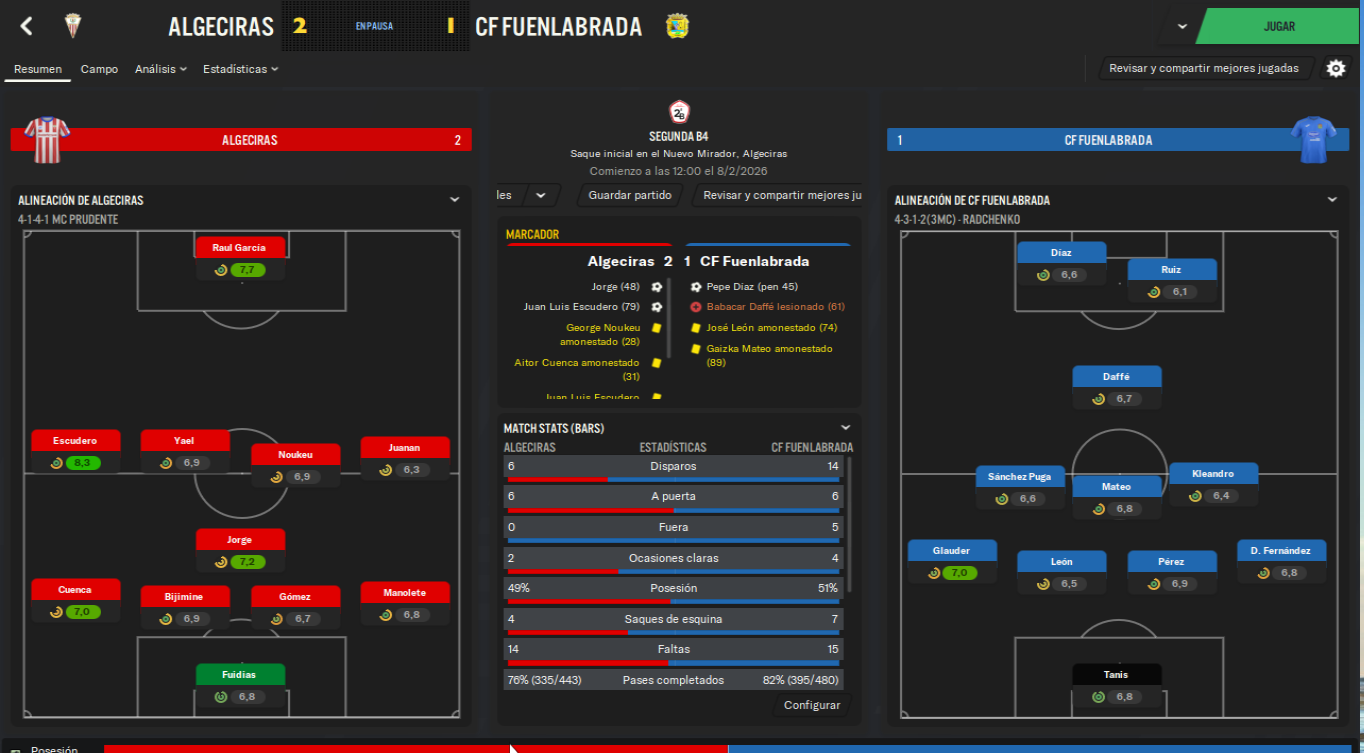 ALGECIRAS 2 EN PAUSA 1 CF FUENLABRADA
JUGAR
Resumen Campo Análisis Estadísticas
Revisar y compartir mejores jugadas
ALGECIRAS 2
ALINEACIÓN DE ALGECIRAS
4-1-4-1 MC PRUDENTE
Raul García
7,7
Escudero
8,3
Yael
6,9
Noukeu
6,9
Juanan
6,3
Jorge
7,2
Cuenca
7,0
Bijimine
6,9
Gómez
6,7
Manolete
6,8
Fuidias
6,8
2ªB
SEGUNDA B4
Saque inicial en el Nuevo Mirador, Algeciras
Comienzo a las 12:00 el 8/2/2026
les
Guardar partido
Revisar y compartir mejores ju
MARCADOR
Algeciras 2 1 CF Fuenlabrada
Jorge (48)
Juan Luis Escudero (79)
George Noukeu
amonestado (28)
Aitor Cuenca amonestado
(31)
Juan Luis Escudero
Pepe Diaz (pen 45)
Babacar Daffé lesionado (61)
José León amonestado (74)
Gaizka Mateo amonestado
(89)
MATCH STATS (BARS)
ALGECIRAS ESTADÍSTICAS CF FUENLABRADA
6 Disparos 14
6 A puerta 6
0 Fuera 5
2 Ocasiones claras 4
49% Posesión 51%
4 Saques de esquina 7
14 Faltas 15
76% (335/443) Pases completados 82% (395/480)
Configurar
1 CF FUENLABRADA
ALINEACIÓN DE CF FUENLABRADA
4-3-1-2 (3MC) - RADCHENKO
Díaz
6,6
Ruiz
6,1
Daffé
6,7
Sánchez Puga
6,6
Mateo
6,8
Kleandro
6,4
Glauder
7,0
León
6,5
Pérez
6,9
D. Fernández
6,8
Tanis
6,8
Posesión